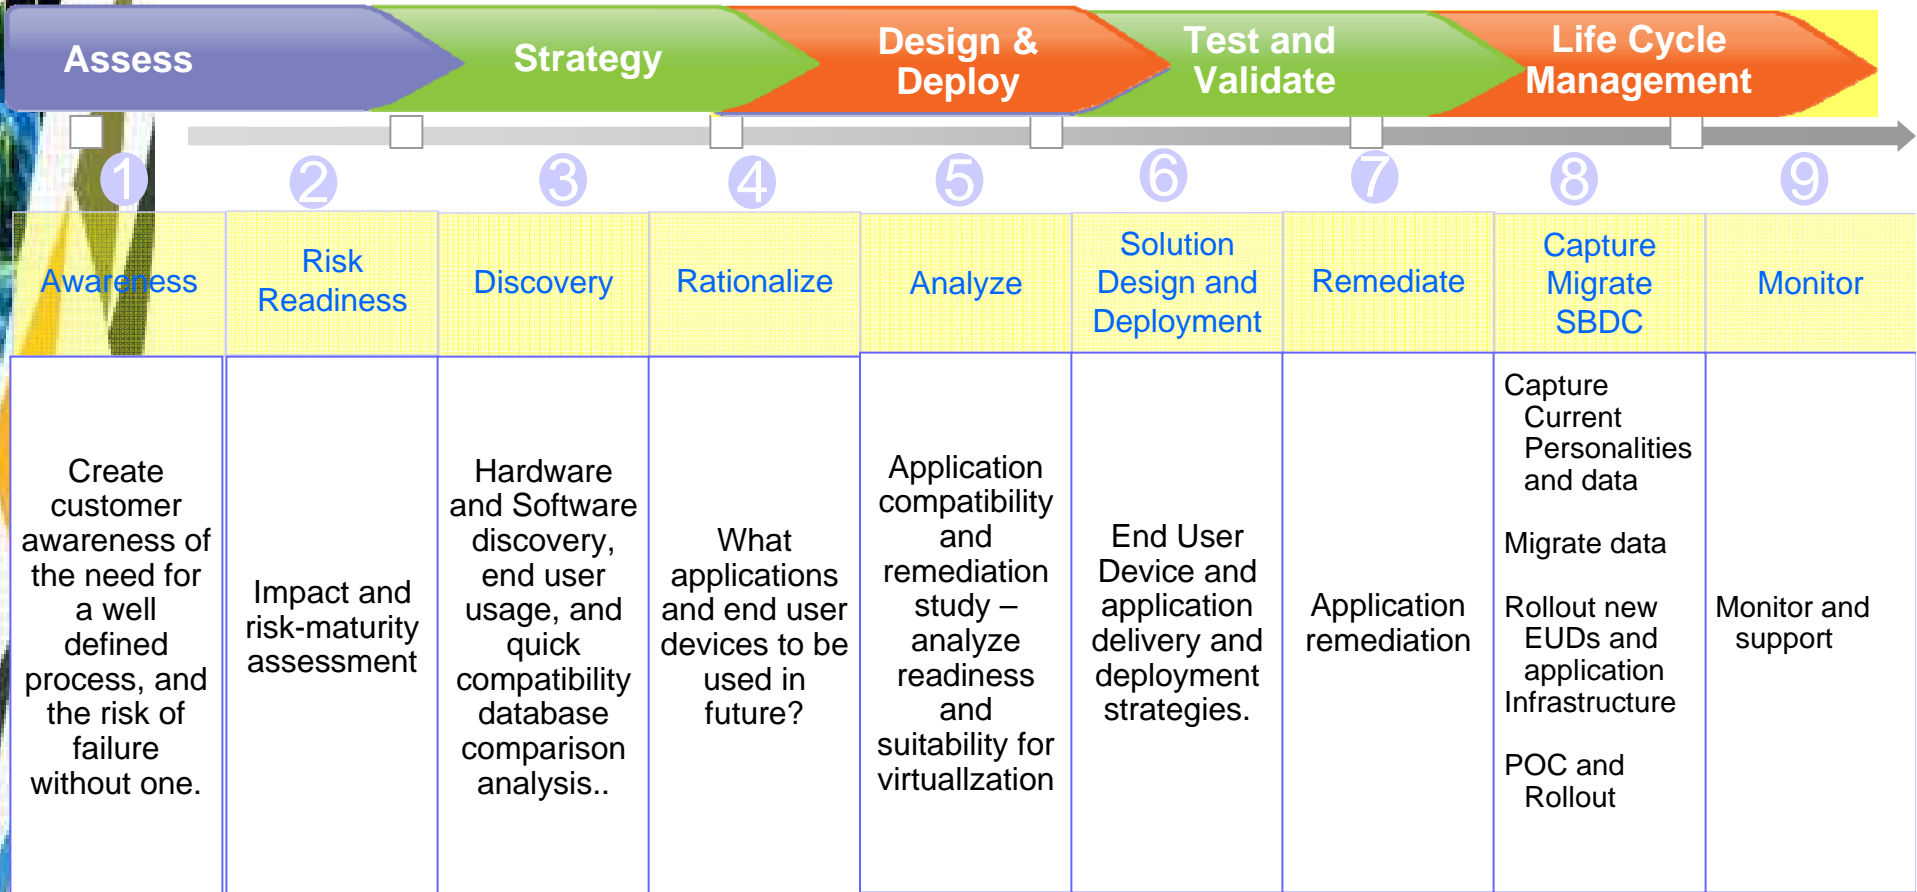 Assess
Strategy
Design &
Deploy
Test and
Validate
Life Cycle
Management
1
2
3
4
5
6
7
8
9
Awareness
Risk
Readiness
Discovery
Rationalize
Analyze
Solution
Design and
Deployment
Remediate
Capture
Migrate
SBDC
Monitor
Create
customer
awareness of
the need for
a well
defined
process, and
the risk of
failure
without one.
Impact and
risk-maturity
assessment
Hardware
and Software
discovery,
end user
usage, and
quick
compatibility
database
comparison
analysis..
What
applications
and end user
devices to be
used in
future?
Application
compatibility
and
remediation
study –
analyze
readiness
and
suitability for
virtuallzation
End User
Device and
application
delivery and
deployment
strategies.
Application
remediation
Capture
Current
Personalities
and data
Migrate data
Rollout new
EUDs and
application
Infrastructure
POC and
Rollout
Monitor and
support